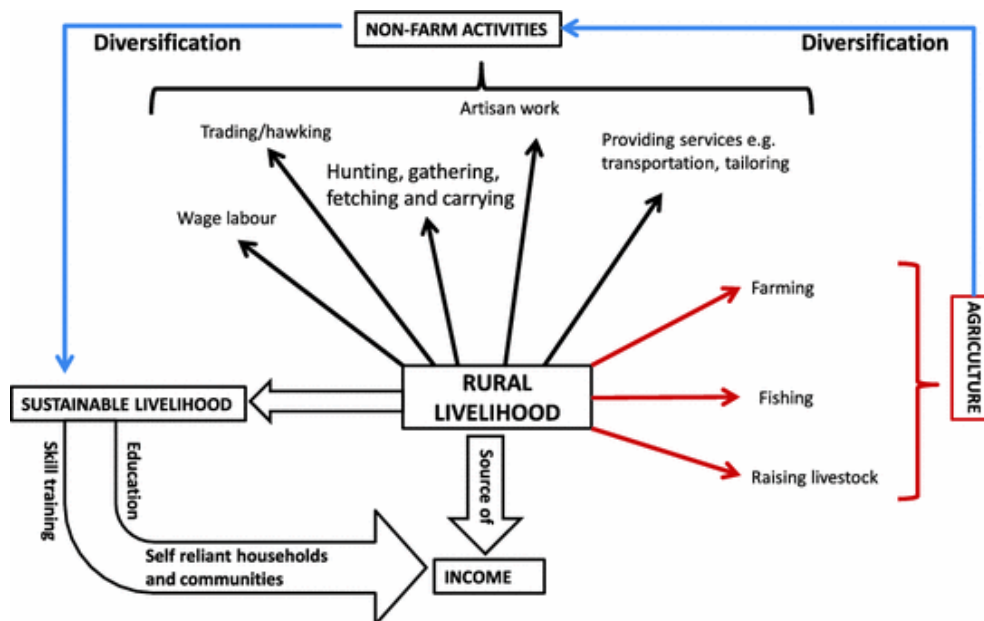 NON-FARM ACTIVITIES
Diversification
Diversification
Artisan work
Trading/hawking
Providing services e.g.
transportation, tailoring
Hunting, gathering,
fetching and carrying
Wage labour
Farming
AGRICULTURE
RURAL
LIVELIHOOD
Fishing
SUSTAINABLE LIVELIHOOD
Raising livestock
Skill training
Education
Source of
Self reliant households
and communities
INCOME